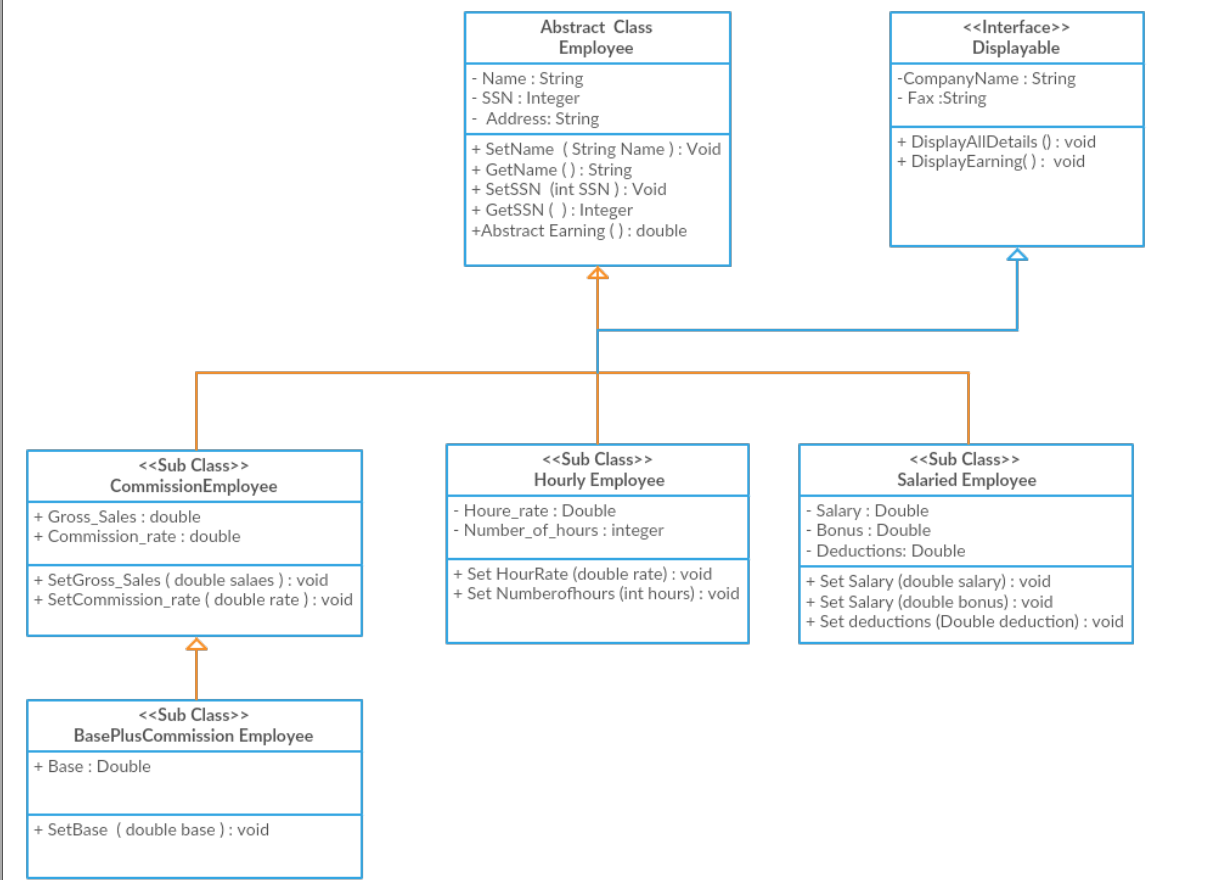 Abstract  Class
Employee
- Name : String
- SSN : Integer
-  Address: String
+ SetName  ( String Name ) : Void
+ GetName ( ) : String
+ SetSSN  (int SSN ) : Void
+ GetSSN (  ) : Integer
+Abstract Earning ( ) : double
<<Interface>>
Displayable
-CompanyName : String
- Fax :String
+ DisplayAllDetails () : void
+ DisplayEarning( ) :  void
<<Sub Class>>
CommissionEmployee
+ Gross_Sales : double
+ Commission_rate : double
+ SetGross_Sales ( double salaes ) : void
+ SetCommission_rate ( double rate ) : void
<<Sub Class>>
Hourly Employee
- Houre_rate : Double
- Number_of_hours : integer
+ Set HourRate (double rate) : void
+ Set Numberofhours (int hours) : void
<<Sub Class>>
Salaried Employee
- Salary : Double
- Bonus : Double
- Deductions: Double
+ Set Salary (double salary) : void
+ Set Salary (double bonus) : void
+ Set deductions (Double deduction) : void
<<Sub Class>>
BasePlusCommission Employee
+ Base : Double
+ SetBase  ( double base ) : void